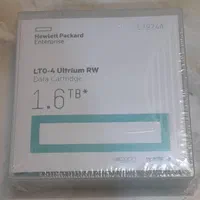 Hewlett Packard
Enterprise
LTO-4 Ultrium RW
Data Cartridge
1.6TB*